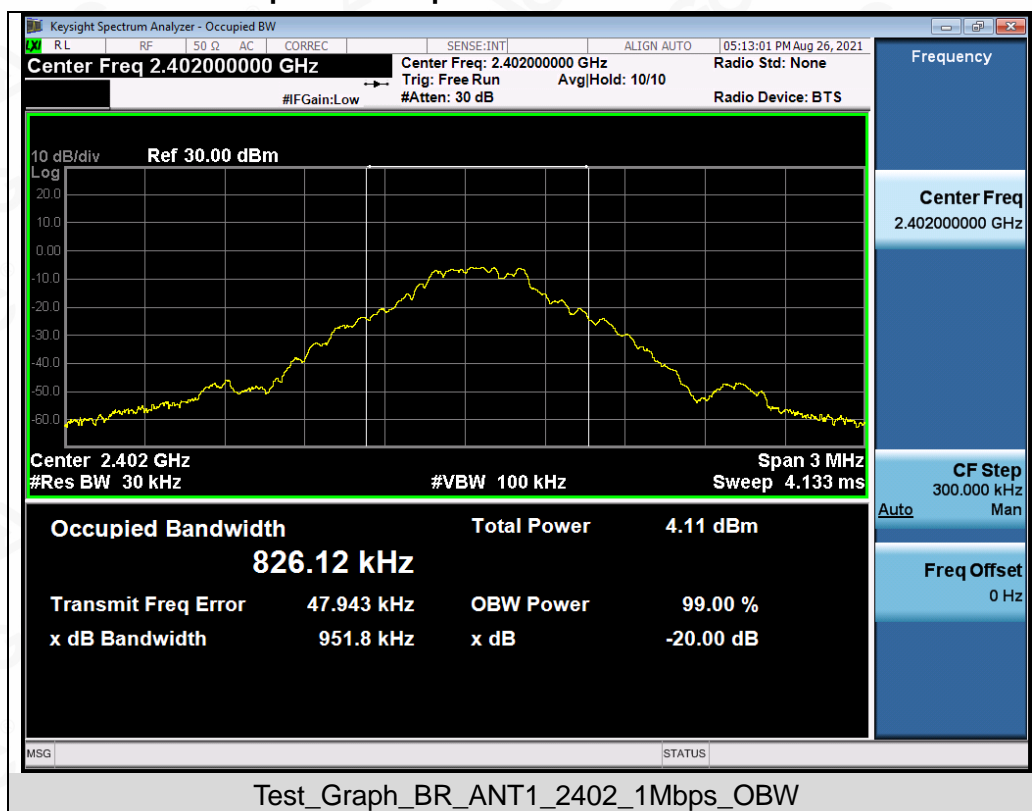 Keysight Spectrum Analyzer - Occupied BW
LXI RL RF 50 Ω AC CORREC SENSE:INT ALIGN AUTO 05:13:01 PM Aug 26, 2021
Center Freq 2.402000000 GHz
Center Freq: 2.402000000 GHz
Radio Std: None
Trig: Free Run Avg|Hold: 10/10
#IFGain:Low #Atten: 30 dB Radio Device: BTS
10 dB/div Ref 30.00 dBm
Log
20.0
10.0
0.00
-10.0
-20.0
-30.0
-40.0
-50.0
-60.0
Center 2.402 GHz Span 3 MHz
#Res BW 30 kHz #VBW 100 kHz Sweep 4.133 ms
Occupied Bandwidth Total Power 4.11 dBm
826.12 kHz
Transmit Freq Error 47.943 kHz OBW Power 99.00 %
x dB Bandwidth 951.8 kHz x dB -20.00 dB
MSG STATUS
Frequency
Center Freq
2.402000000 GHz
CF Step
300.000 kHz
Auto Man
Freq Offset
0 Hz
Test_Graph_BR_ANT1_2402_1Mbps_OBW